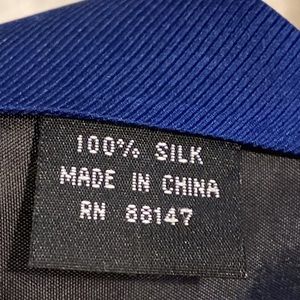 100% SILK
MADE IN CHINA
RN 88147